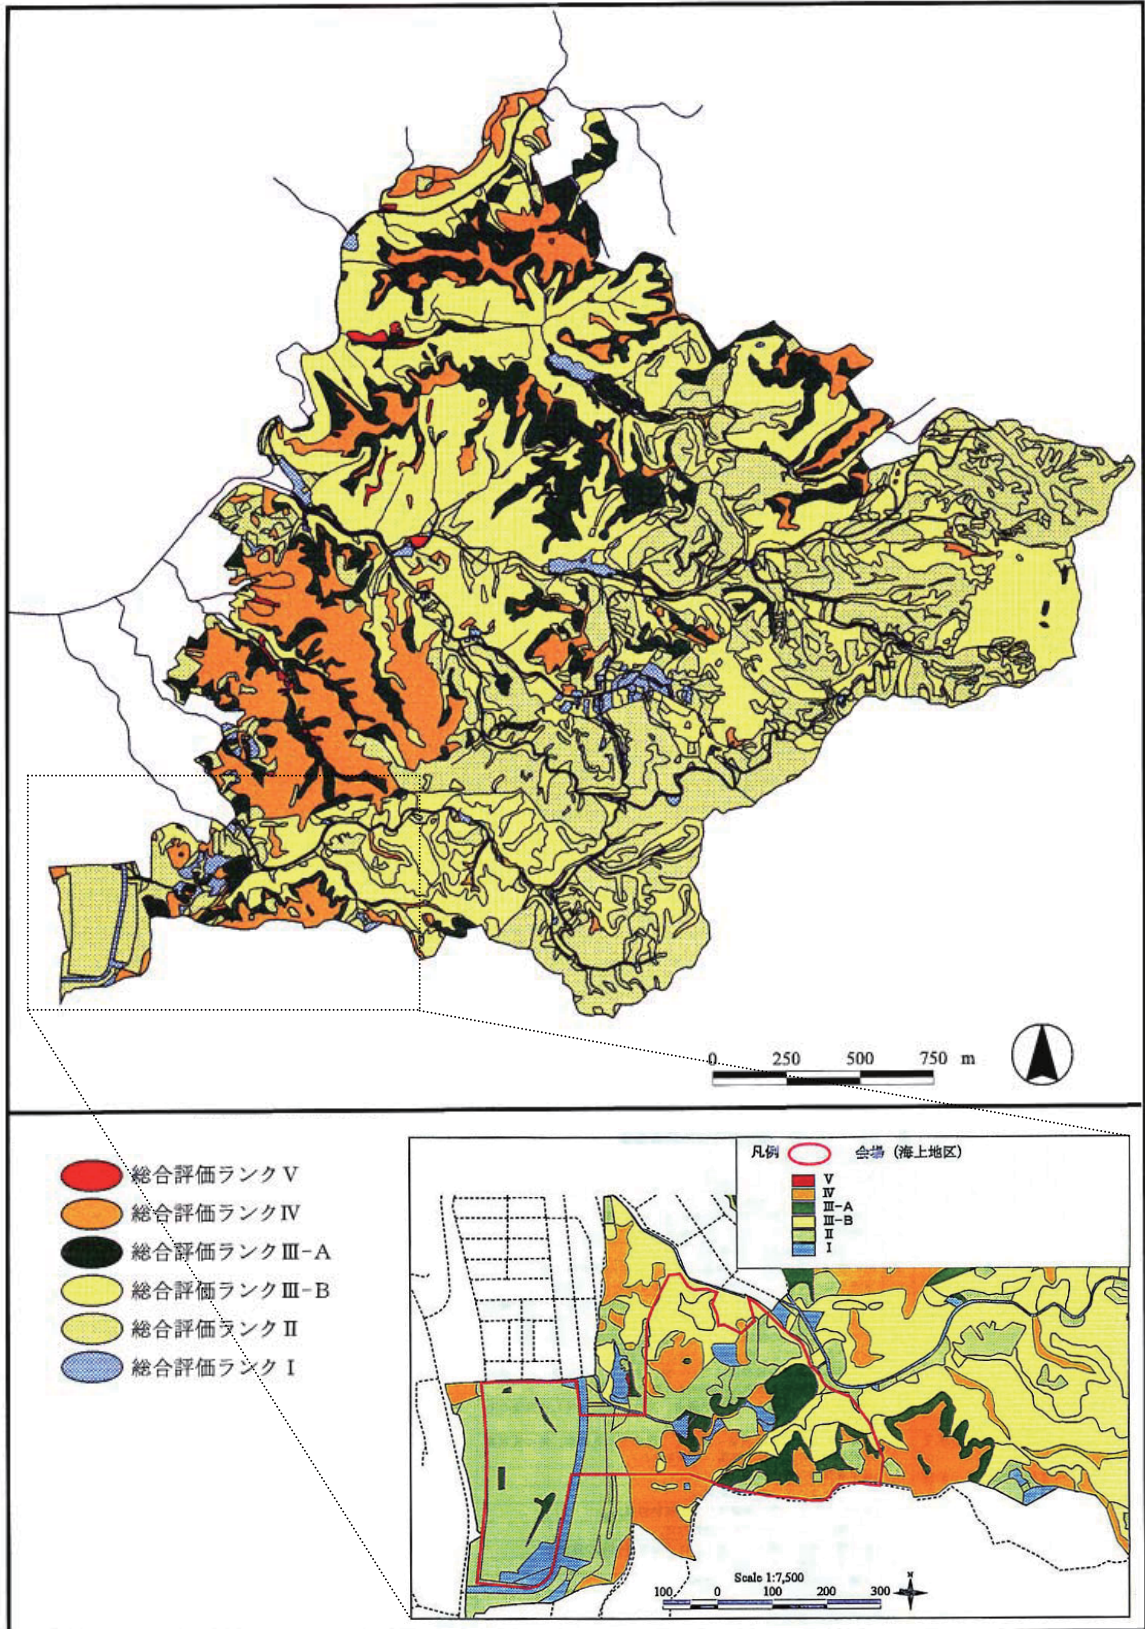 0 250 500 750 m
総合評価ランクⅤ
総合評価ランクⅣ
総合評価ランクⅢ-A
総合評価ランクⅢ-B
総合評価ランクⅡ
総合評価ランクⅠ
凡例 会場 (海上地区)
Ⅴ
Ⅳ
Ⅲ-A
Ⅲ-B
Ⅱ
Ⅰ
Scale 1:7,500
100 0 100 200 300
N